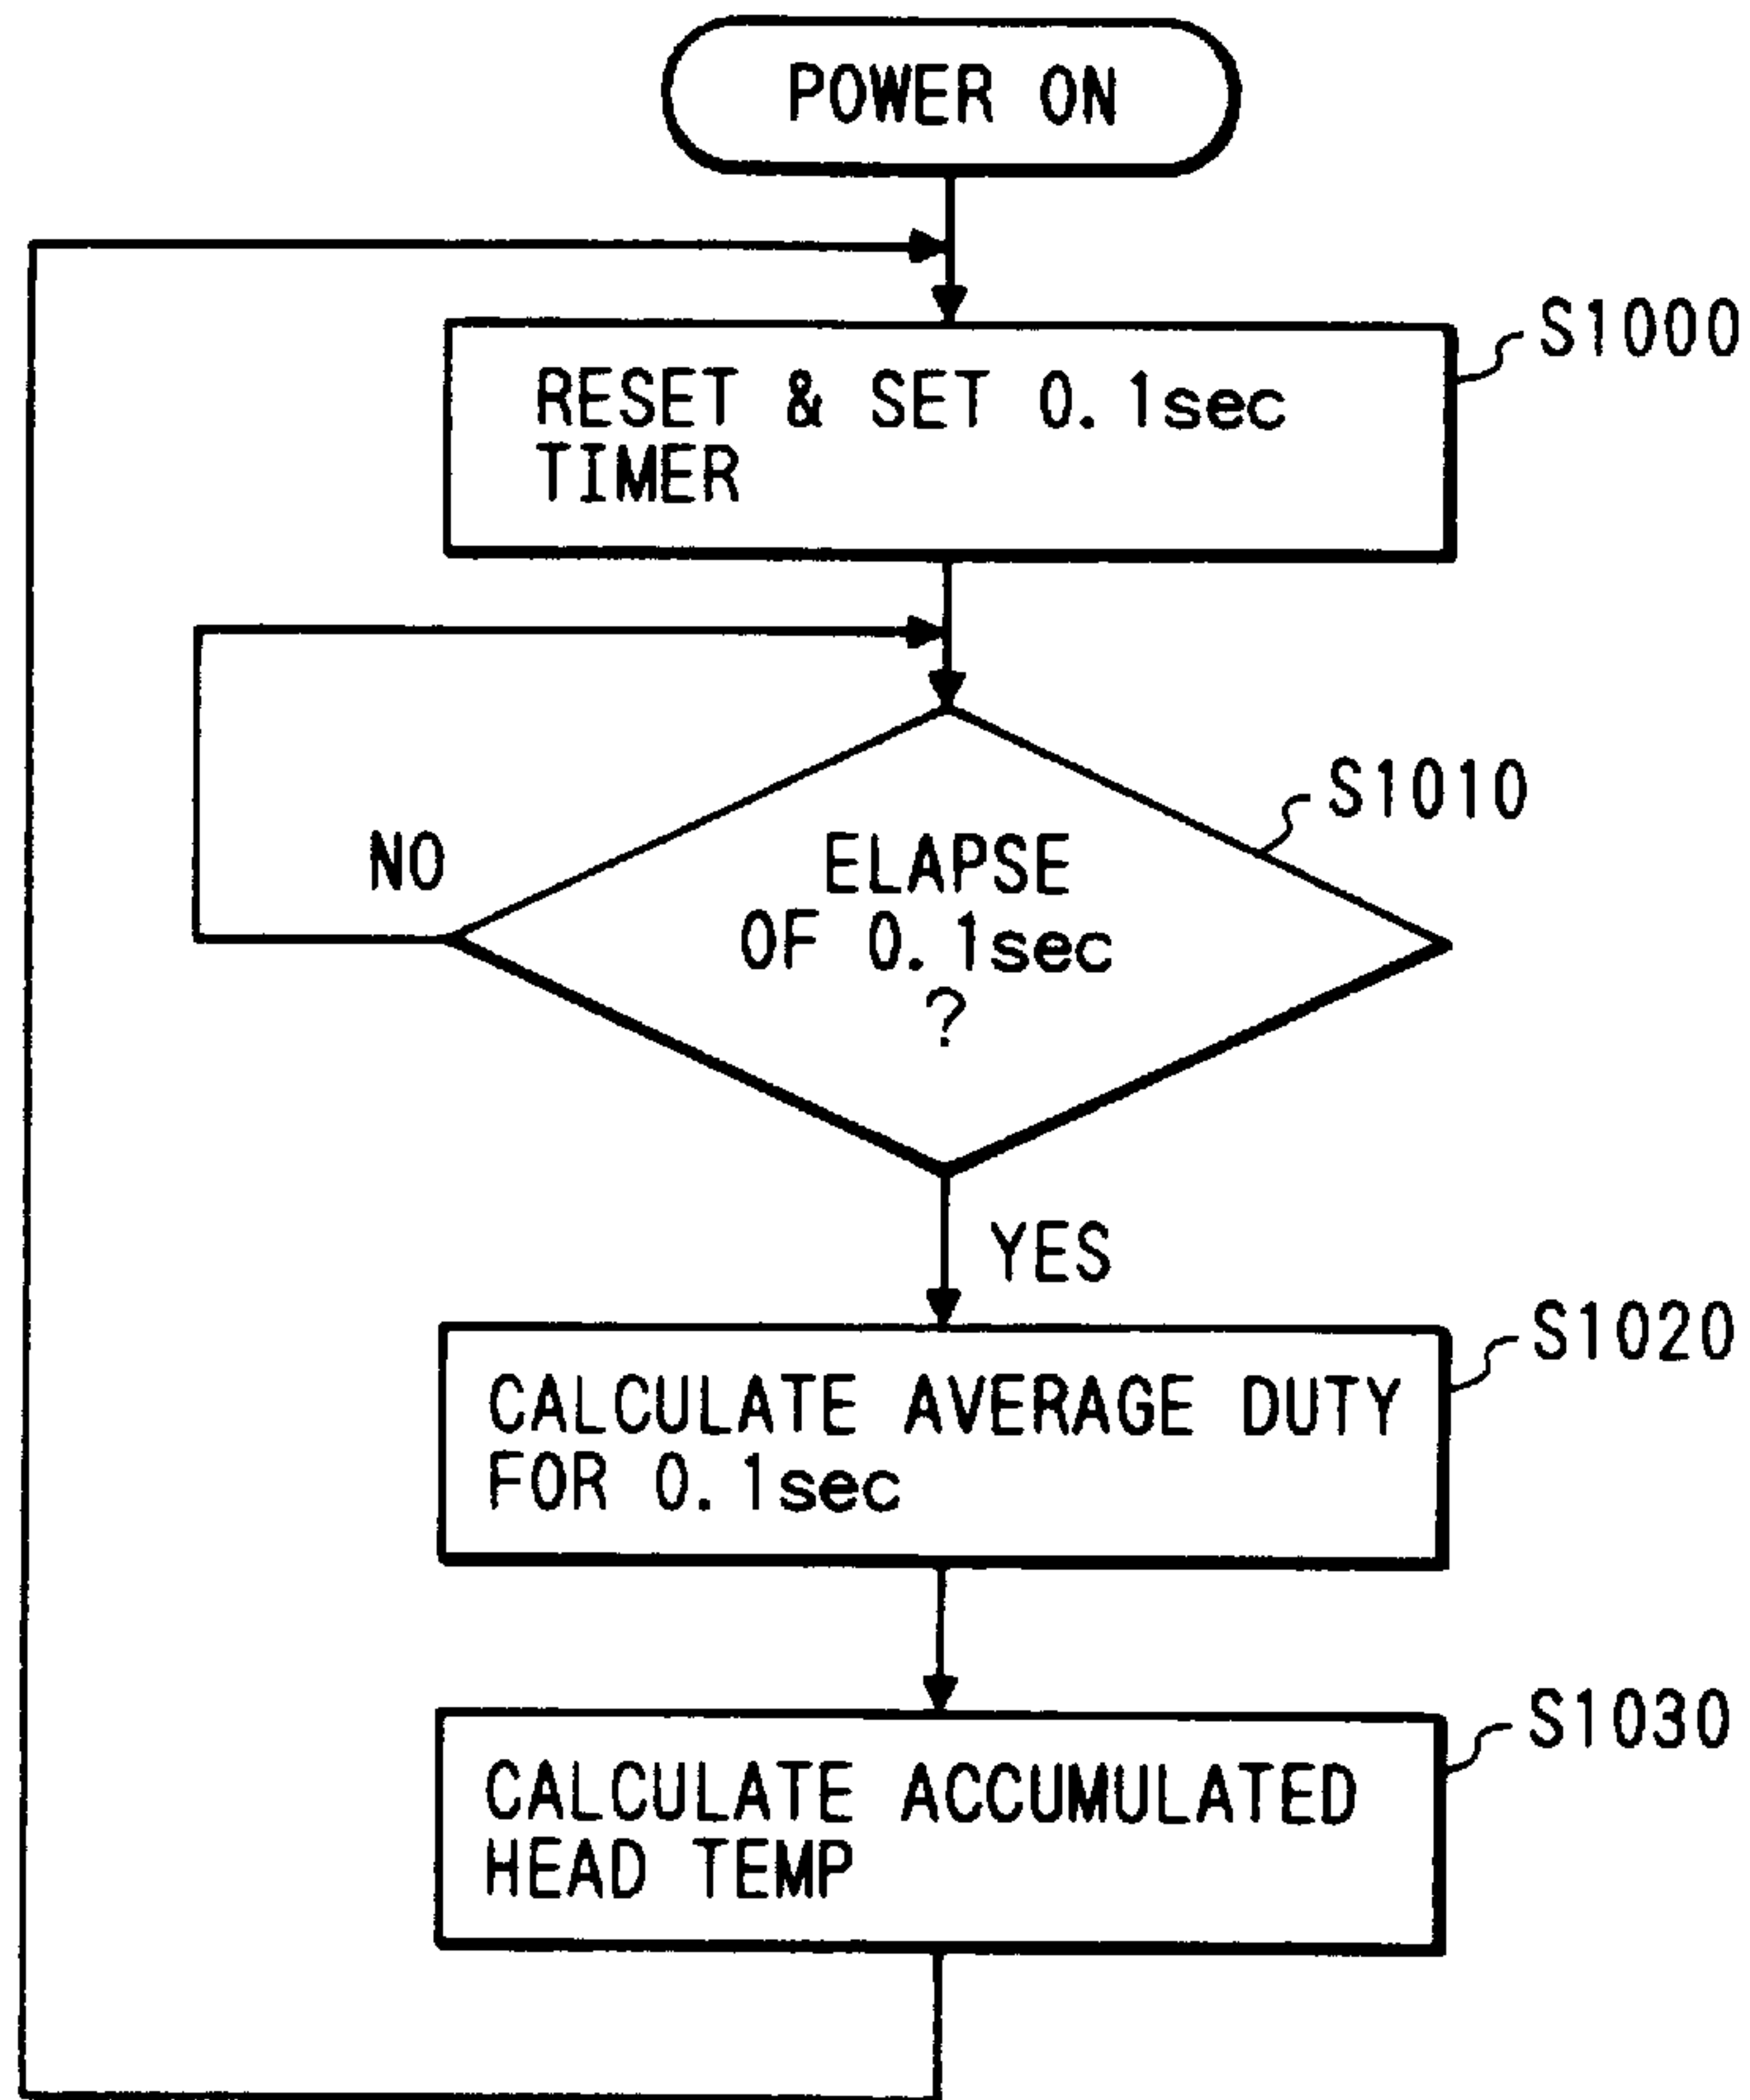 POWER ON
S1000
RESET & SET 0.1sec
TIMER
S1010
NO
ELAPSE
OF 0.1sec
?
YES
S1020
CALCULATE AVERAGE DUTY
FOR 0.1sec
S1030
CALCULATE ACCUMULATED
HEAD TEMP